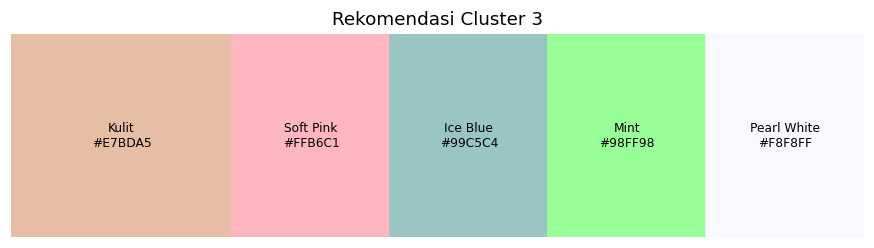 Rekomendasi Cluster 3
Kulit
#E7BDA5
Soft Pink
#FFB6C1
Ice Blue
#99C5C4
Mint
#98FF98
Pearl White
#F8F8FF